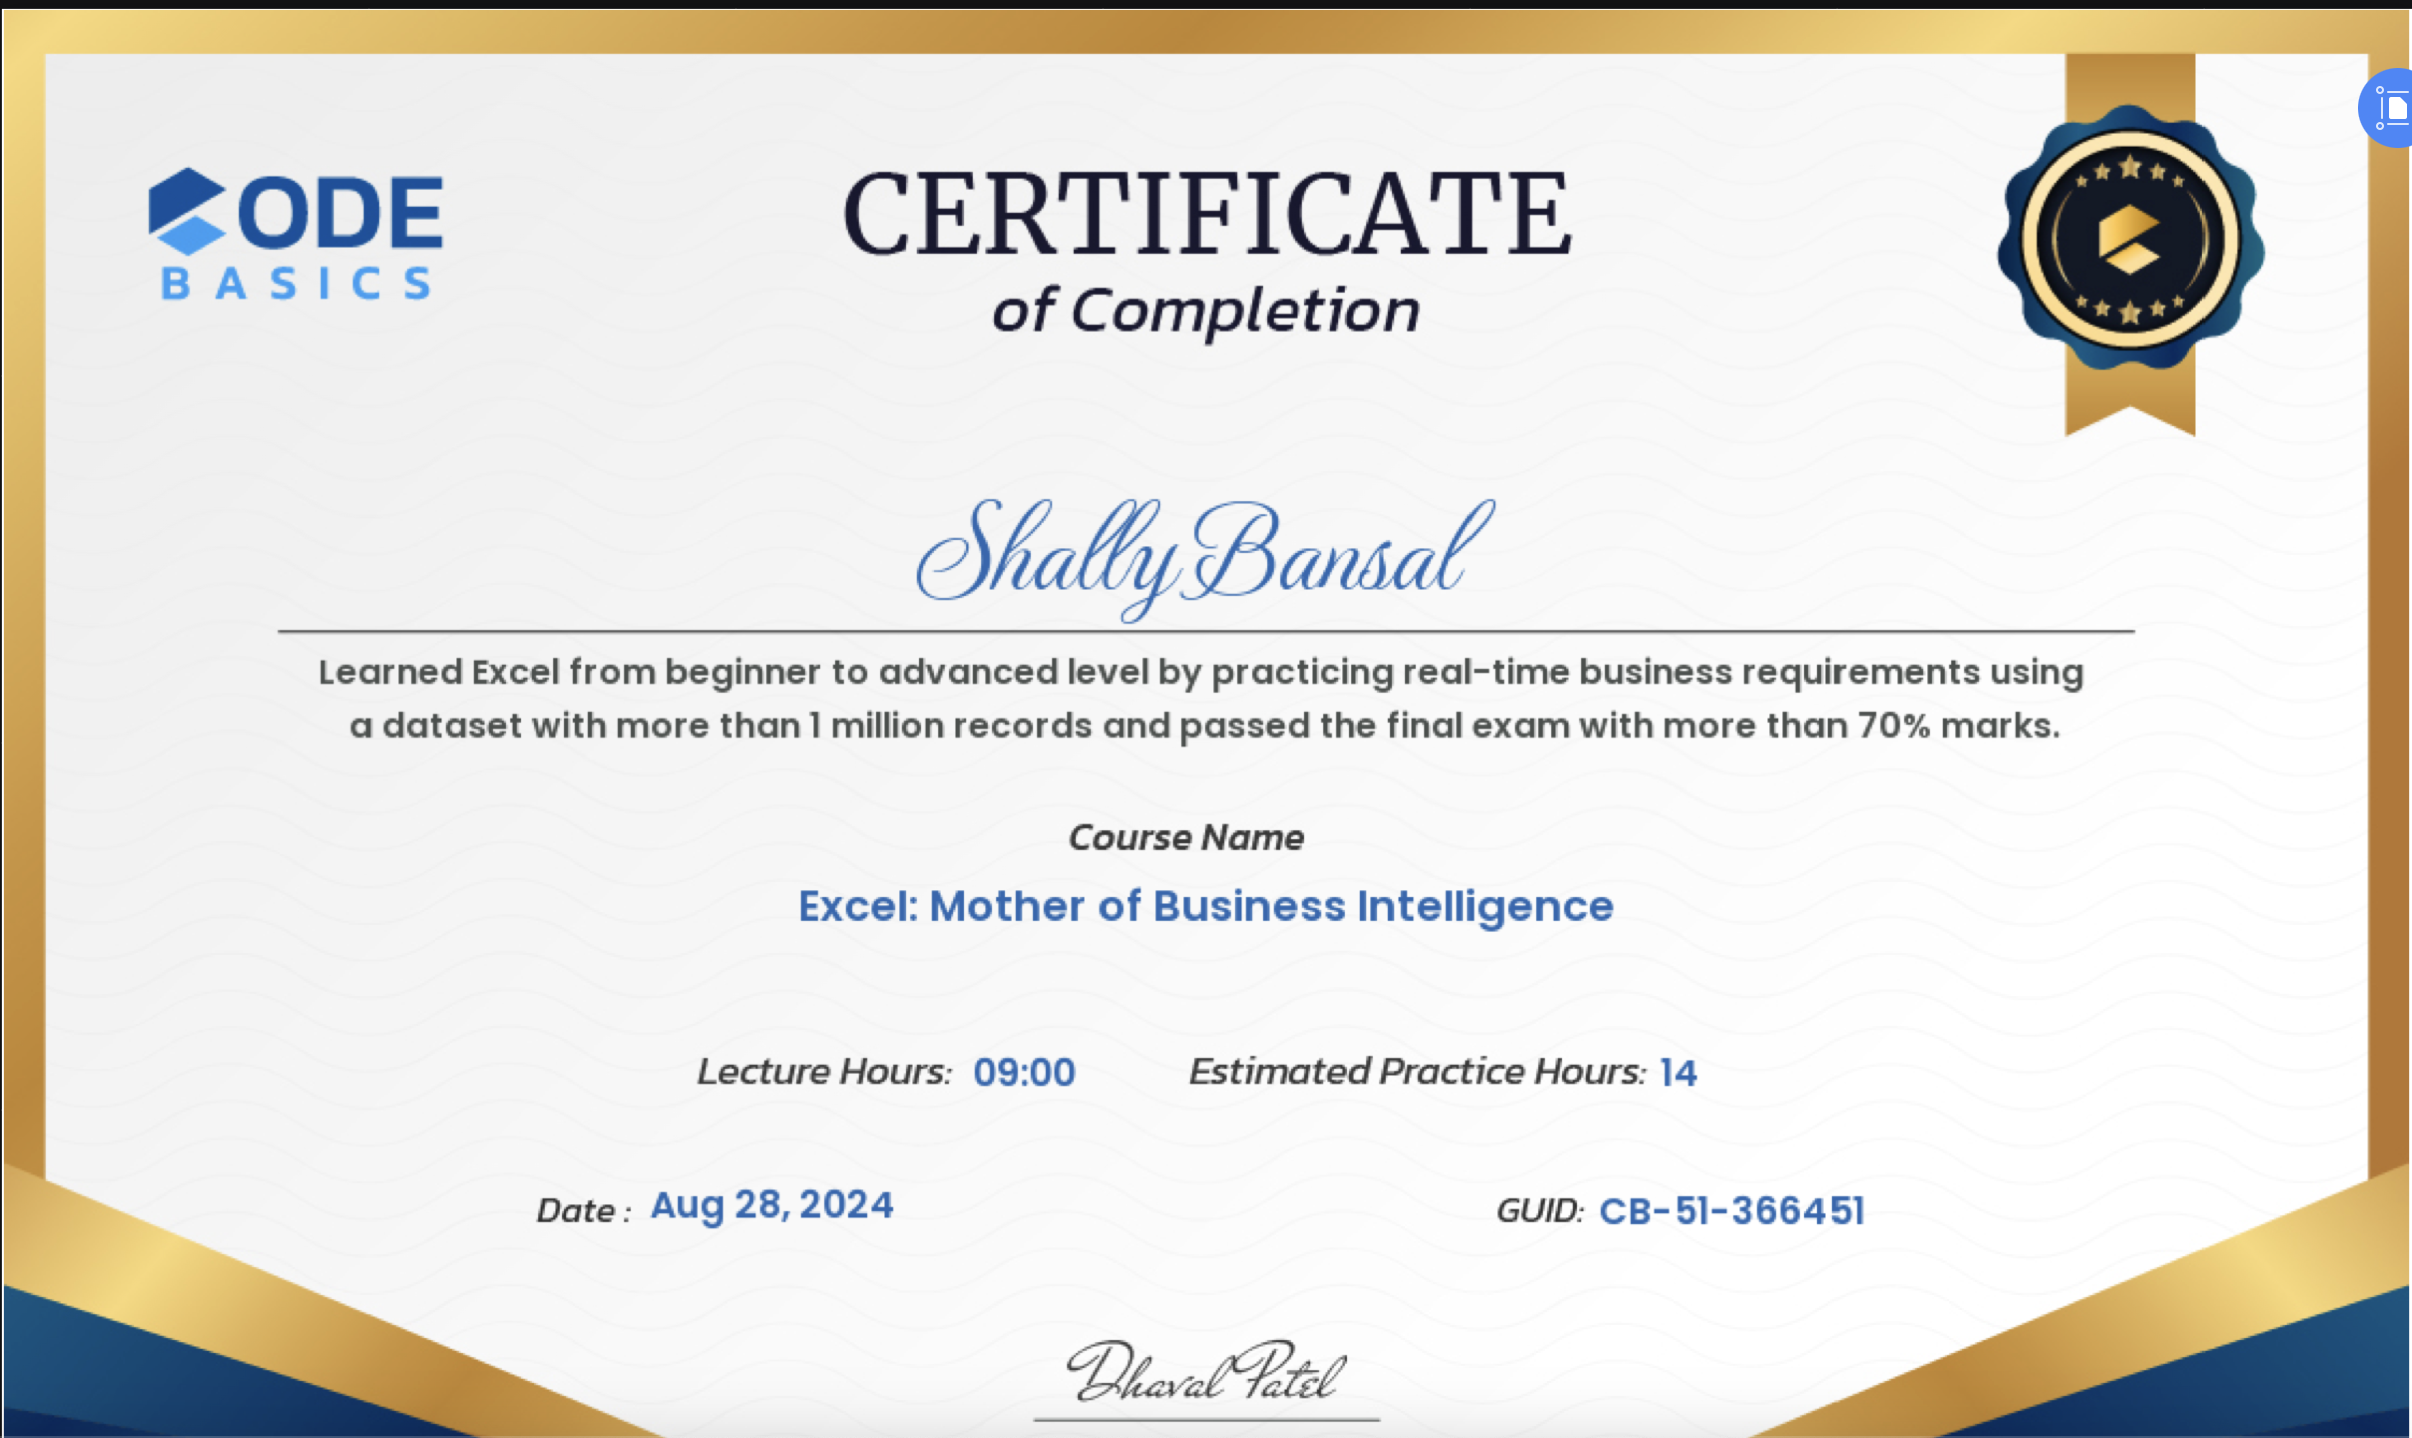 CODE
BASICS
CERTIFICATE
of Completion
Shally Bansal
Learned Excel from beginner to advanced level by practicing real-time business requirements using
a dataset with more than 1 million records and passed the final exam with more than 70% marks.
Course Name
Excel: Mother of Business Intelligence
Lecture Hours: 09:00 Estimated Practice Hours: 14
Date : Aug 28, 2024 GUID: CB-51-366451
Dhaval Patel